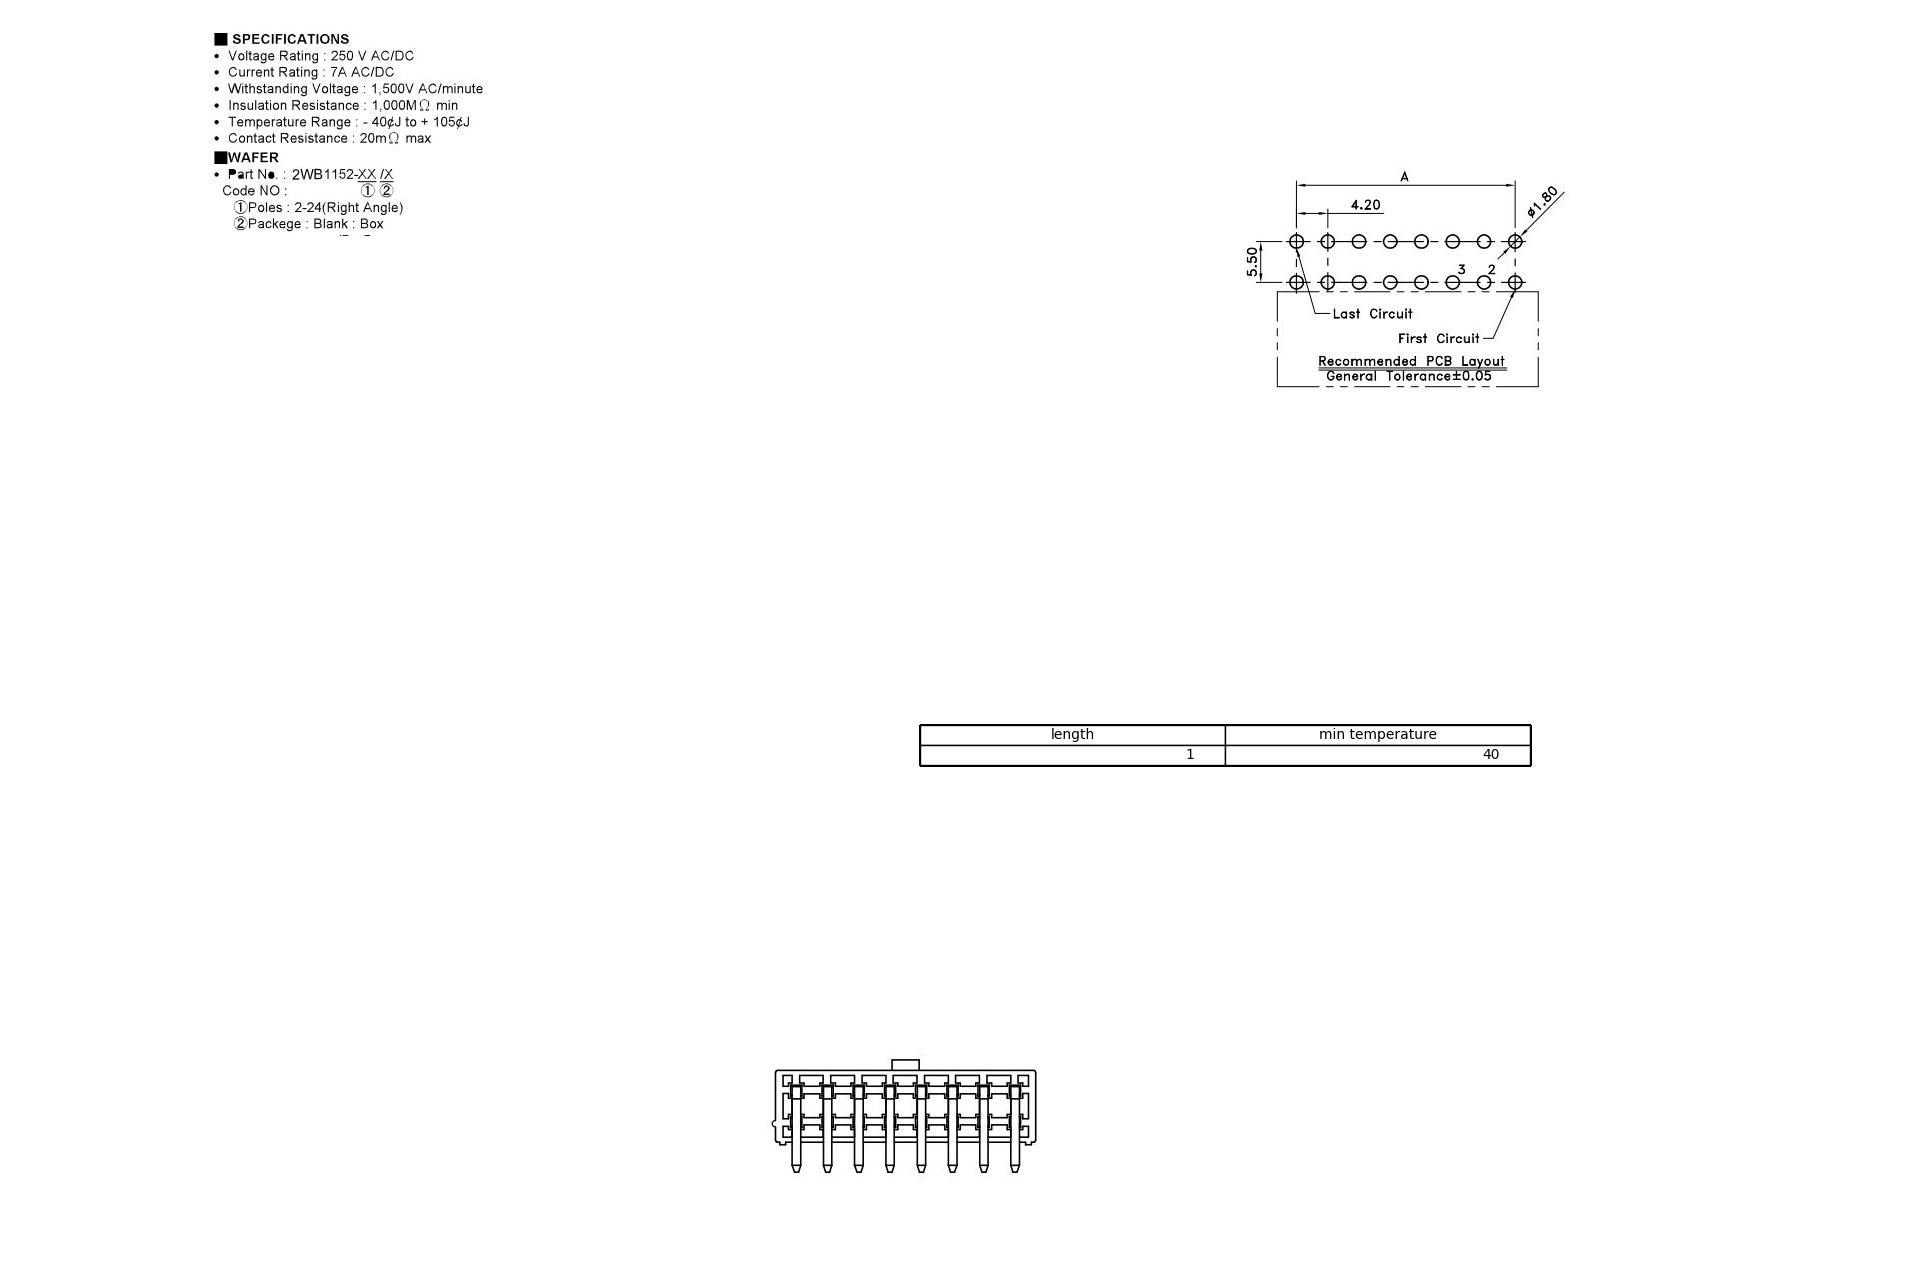 ■ SPECIFICATIONS
• Voltage Rating : 250 V AC/DC
• Current Rating : 7A AC/DC
• Withstanding Voltage : 1,500V AC/minute
• Insulation Resistance : 1,000MΩ min
• Temperature Range : - 40¢J to + 105¢J
• Contact Resistance : 20mΩ max
■WAFER
• Part No. : 2WB1152-XX /X
Code NO : ① ②
①Poles : 2-24(Right Angle)
②Packege : Blank : Box
A
4.20
ø1.80
5.50
3 2
Last Circuit
First Circuit
Recommended PCB Layout
General Tolerance±0.05
length min temperature
1 40